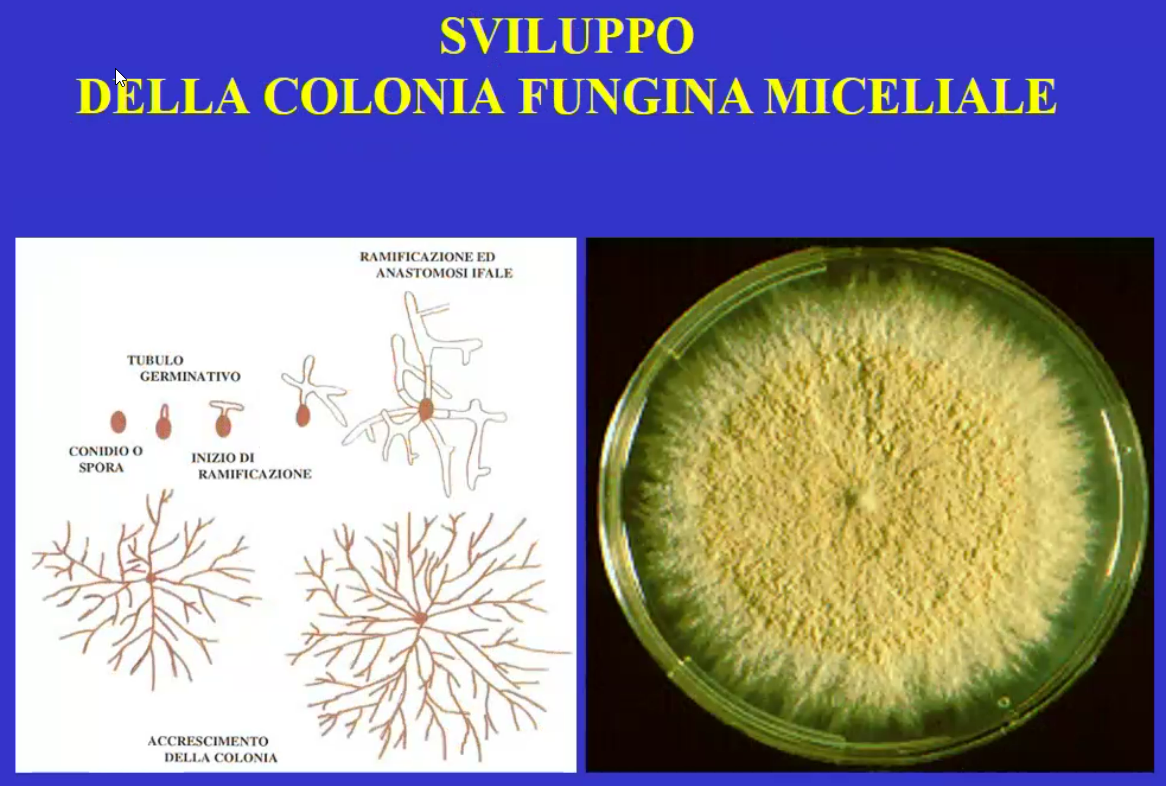 SVILUPPO
DELLA COLONIA FUNGINA MICELIALE
RAMIFICAZIONE ED
ANASTOMOSI IFALE
TUBULO
GERMINATIVO
CONIDIO O
SPORA
INIZIO DI
RAMIFICAZIONE
ACCRESCIMENTO
DELLA COLONIA